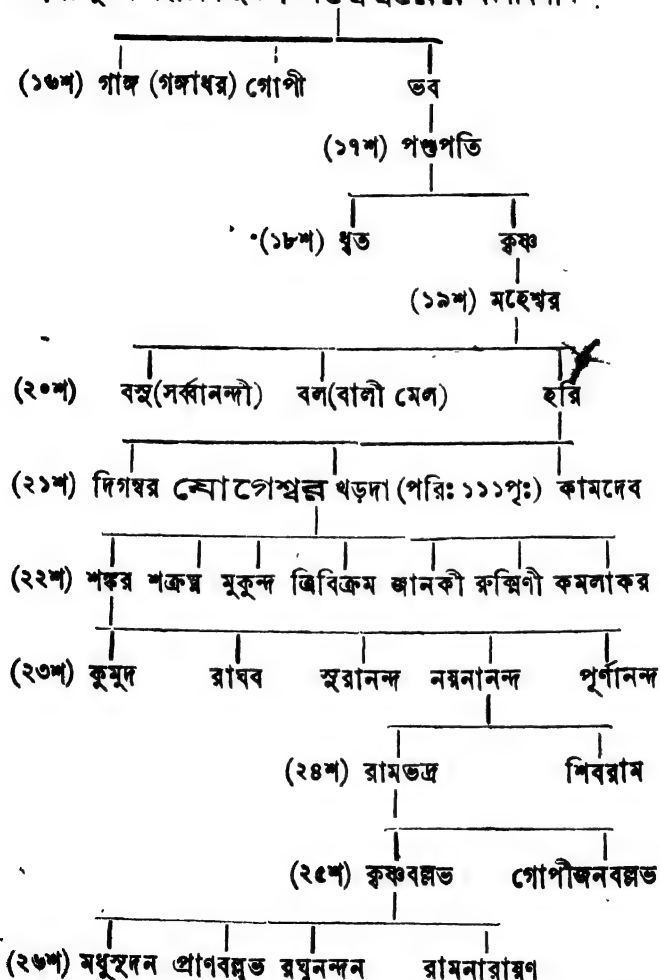 (১৬শ) গাঙ্গ (গঙ্গাধর) গোপী ভব
(১৭শ) পশুপতি
(১৮শ) ধৃত কৃষ্ণ
(১৯শ) মহেশ্বর
(২০শ) বসু(সর্ব্বানন্দী) বল(বালী মেল) হরি
(২১শ) দিগম্বর যোগেশ্বর খড়দা (পরিঃ ১১১পৃঃ) কামদেব
(২২শ) শঙ্কর শত্রুঘ্ন মুকুন্দ ত্রিবিক্রম জানকী রুক্মিণী কমলাকর
(২৩শ) কুমুদ রাঘব সুরানন্দ নয়নানন্দ পূর্ণানন্দ
(২৪শ) রামভদ্র শিবরাম
(২৫শ) কৃষ্ণবল্লভ গোপীজনবল্লভ
(২৬শ) মধুসূদন প্রাণবল্লভ রঘুনন্দন রামনারায়ণ